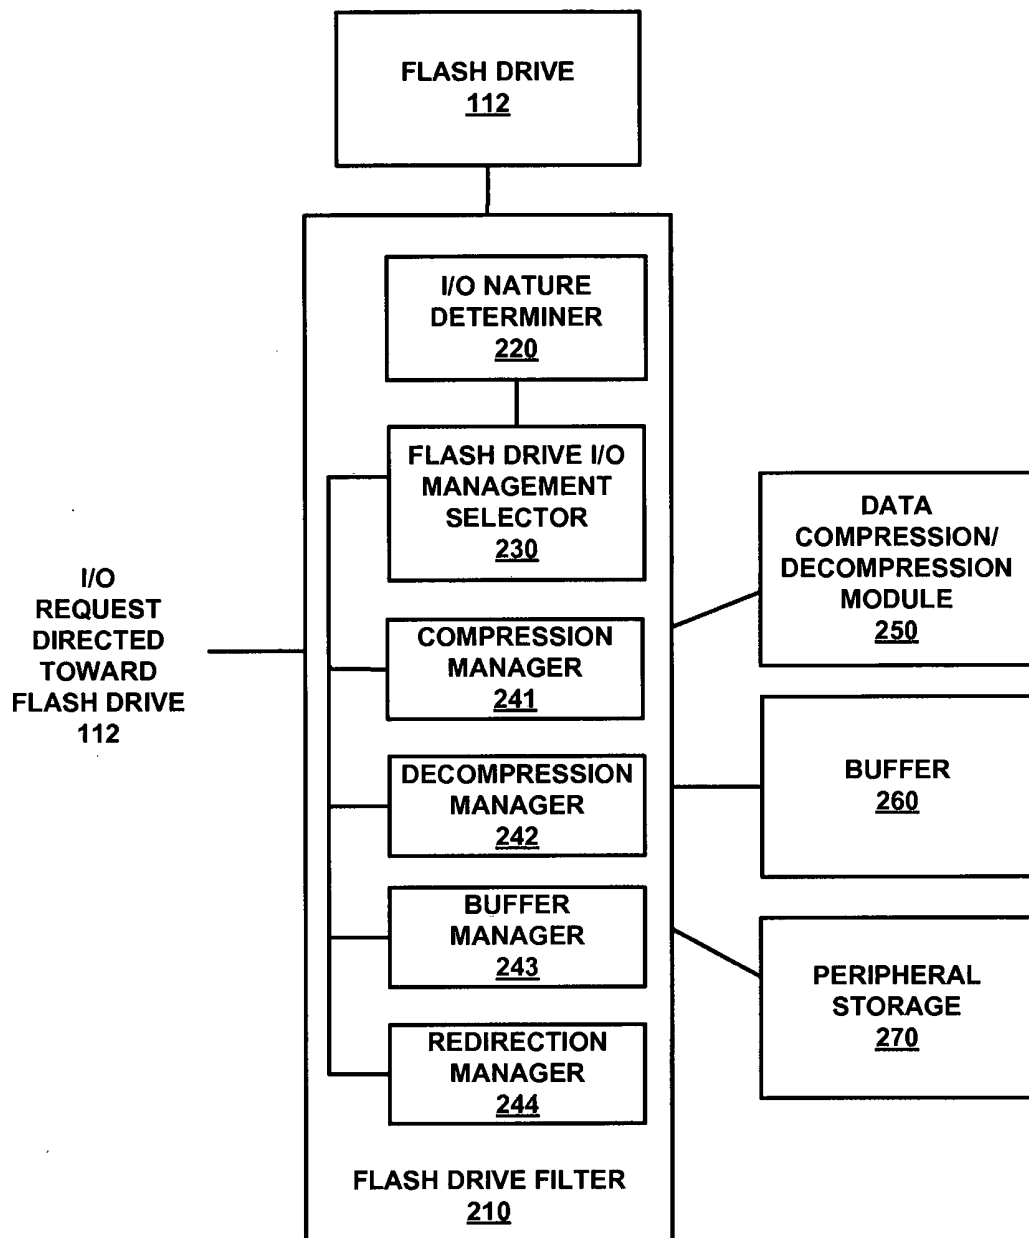 FLASH DRIVE
112
I/O NATURE
DETERMINER
220
FLASH DRIVE I/O
MANAGEMENT
SELECTOR
230
COMPRESSION
MANAGER
241
DECOMPRESSION
MANAGER
242
BUFFER
MANAGER
243
REDIRECTION
MANAGER
244
FLASH DRIVE FILTER
210
I/O
REQUEST
DIRECTED
TOWARD
FLASH DRIVE
112
DATA
COMPRESSION/
DECOMPRESSION
MODULE
250
BUFFER
260
PERIPHERAL
STORAGE
270